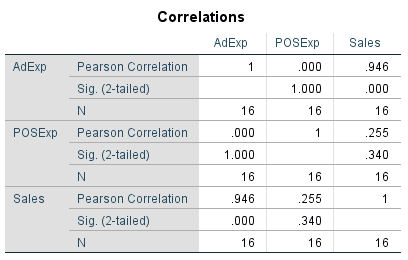 Correlations
AdExp POSExp Sales
AdExp Pearson Correlation 1 .000 .946
Sig. (2-tailed) 1.000 .000
N 16 16 16
POSExp Pearson Correlation .000 1 .255
Sig. (2-tailed) 1.000 .340
N 16 16 16
Sales Pearson Correlation .946 .255 1
Sig. (2-tailed) .000 .340
N 16 16 16